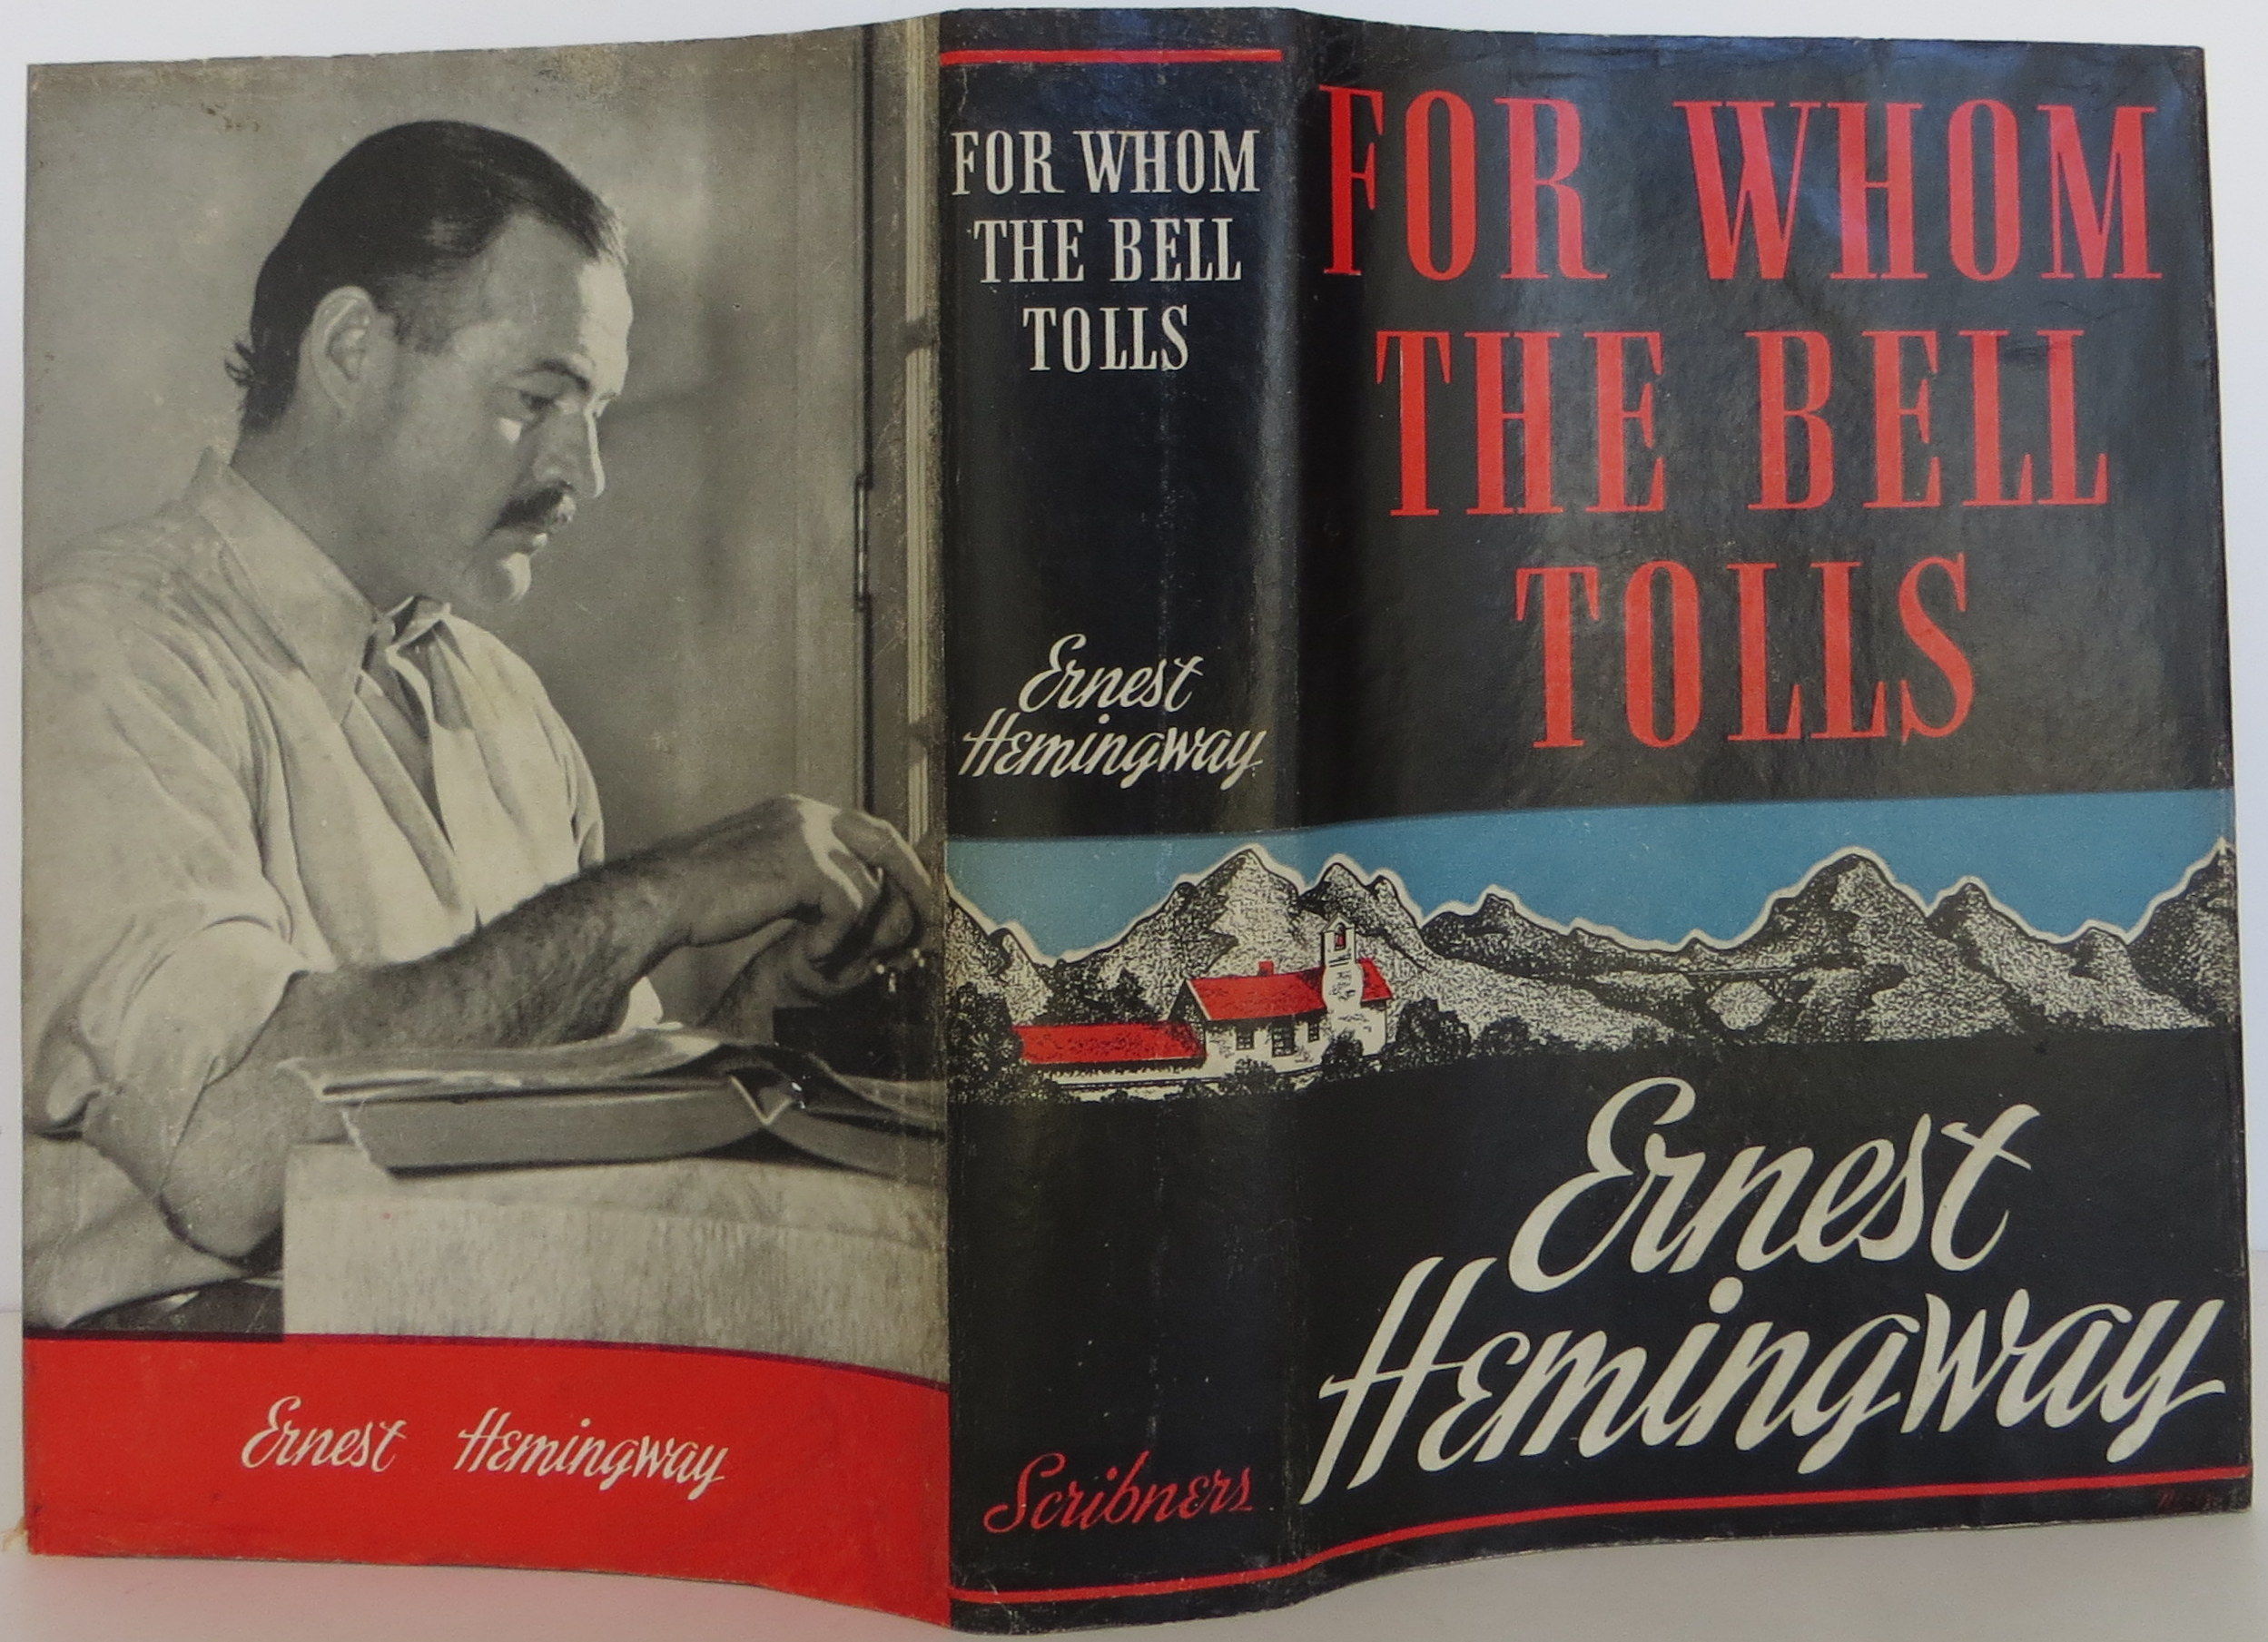 Ernest Hemingway
FOR WHOM
THE BELL
TOLLS
Ernest
Hemingway
Scribners
FOR WHOM
THE BELL
TOLLS
Ernest
Hemingway